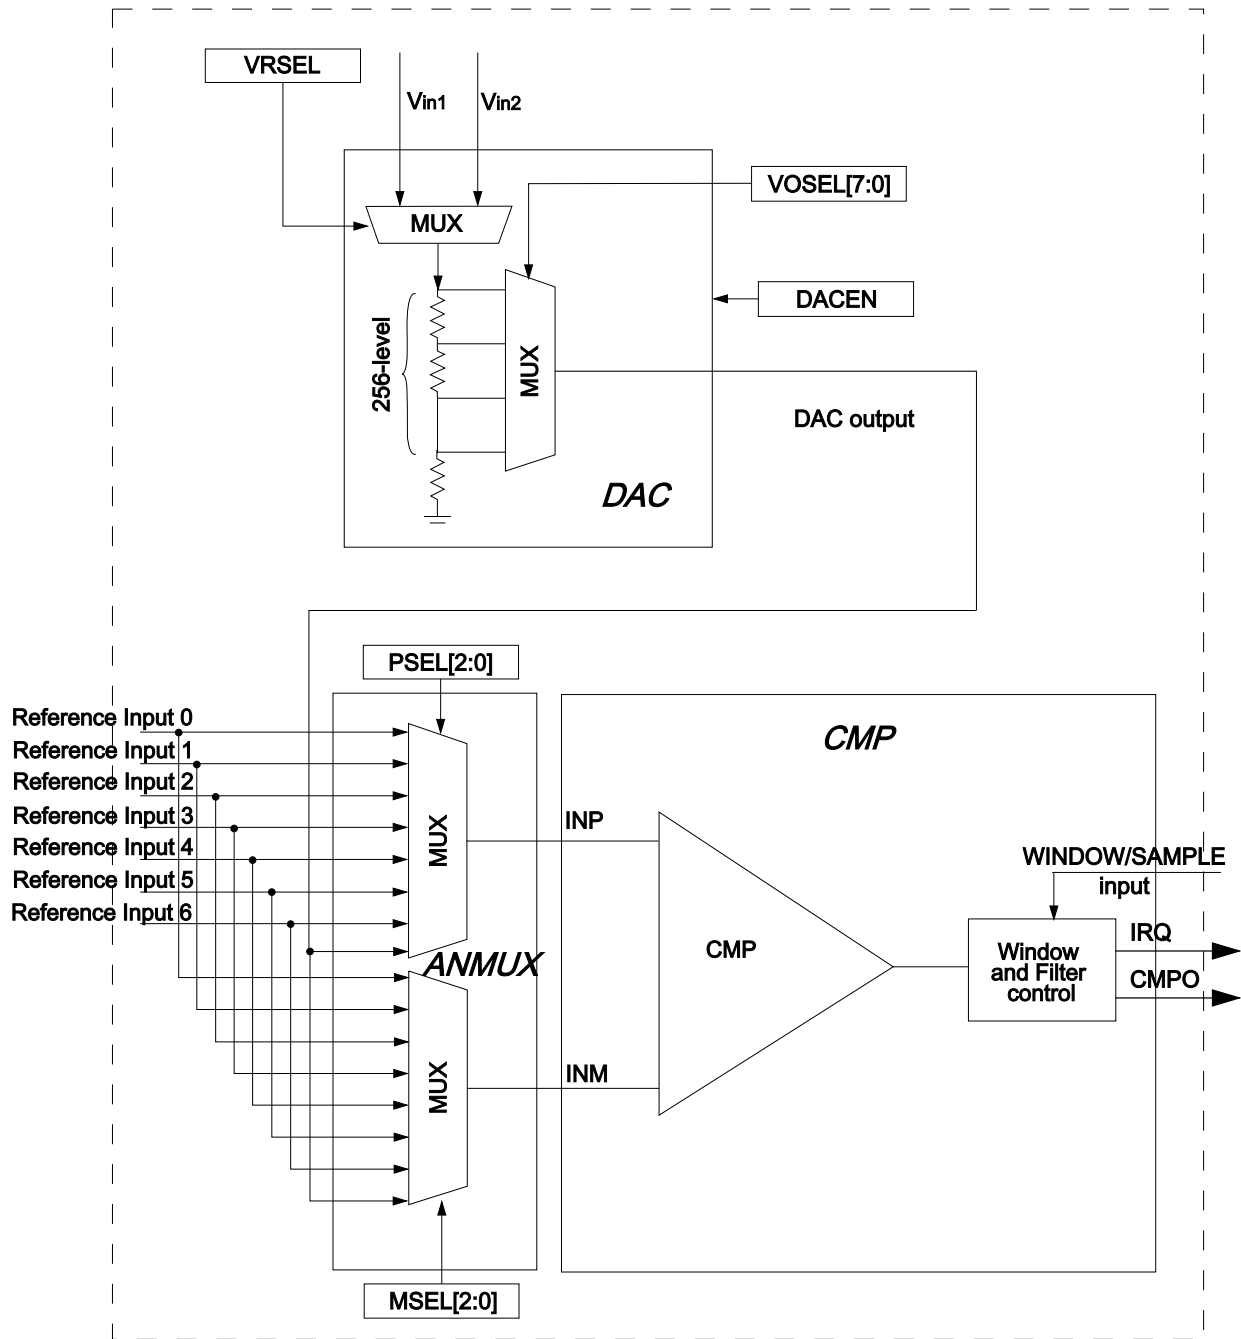 VRSEL
Vin1
Vin2
VOSEL[7:0]
MUX
DACEN
256-level
MUX
DAC output
DAC
PSEL[2:0]
Reference Input 0
Reference Input 1
Reference Input 2
Reference Input 3
Reference Input 4
Reference Input 5
Reference Input 6
MUX
CMP
INP
WINDOW/SAMPLE
input
CMP
IRQ
Window
and Filter
control
CMPO
ANMUX
MUX
INM
MSEL[2:0]